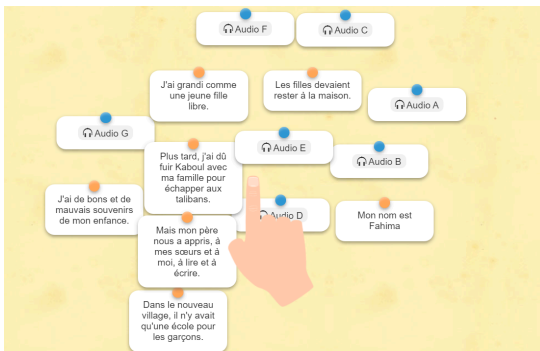 Audio F
Audio C
J'ai grandi comme
une jeune fille
libre.
Les filles devaient
rester à la maison.
Audio A
Audio G
Audio E
Audio B
Plus tard, j'ai dû
fuir Kaboul avec
ma famille pour
échapper aux
talibans.
J'ai de bons et de
mauvais souvenirs
de mon enfance.
Audio D
Mon nom est
Fahima
Mais mon père
nous a appris, à
mes sœurs et à
moi, à lire et à
écrire.
Dans le nouveau
village, il n'y avait
qu'une école pour
les garçons.